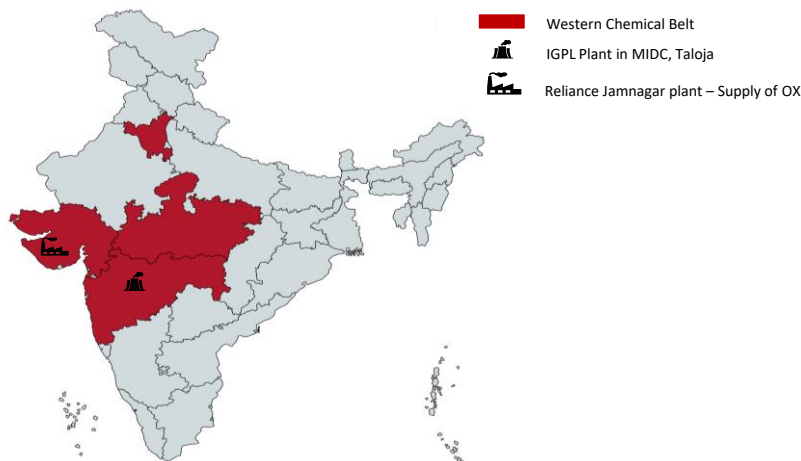 Western Chemical Belt
IGPL Plant in MIDC, Taloja
Reliance Jamnagar plant – Supply of OX